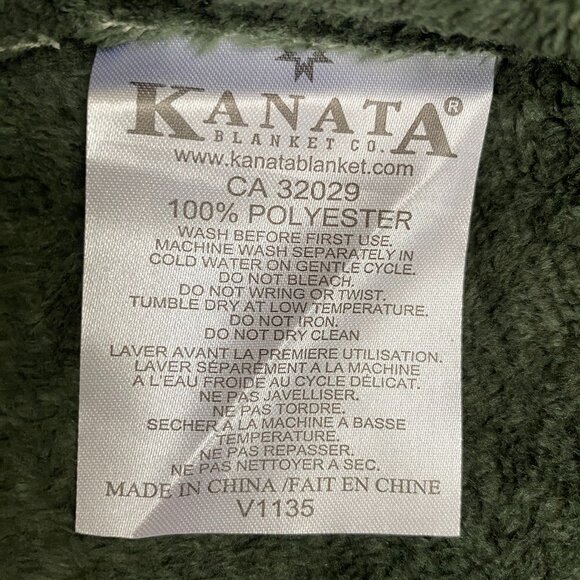 KANATA®
BLANKET CO.
www.kanatablanket.com
CA 32029
100% POLYESTER
WASH BEFORE FIRST USE.
MACHINE WASH SEPARATELY IN
COLD WATER ON GENTLE CYCLE.
DO NOT BLEACH.
DO NOT WRING OR TWIST.
TUMBLE DRY AT LOW TEMPERATURE.
DO NOT IRON.
DO NOT DRY CLEAN
LAVER AVANT LA PREMIERE UTILISATION.
LAVER SÉPAREMENT A LA MACHINE
A L'EAU FROIDE AU CYCLE DÉLICAT.
NE PAS JAVELLISER.
NE PAS TORDRE.
SECHER A LA MACHINE A BASSE
TEMPERATURE.
NE PAS REPASSER.
NE PAS NETTOYER A SEC.
MADE IN CHINA /FAIT EN CHINE
V1135